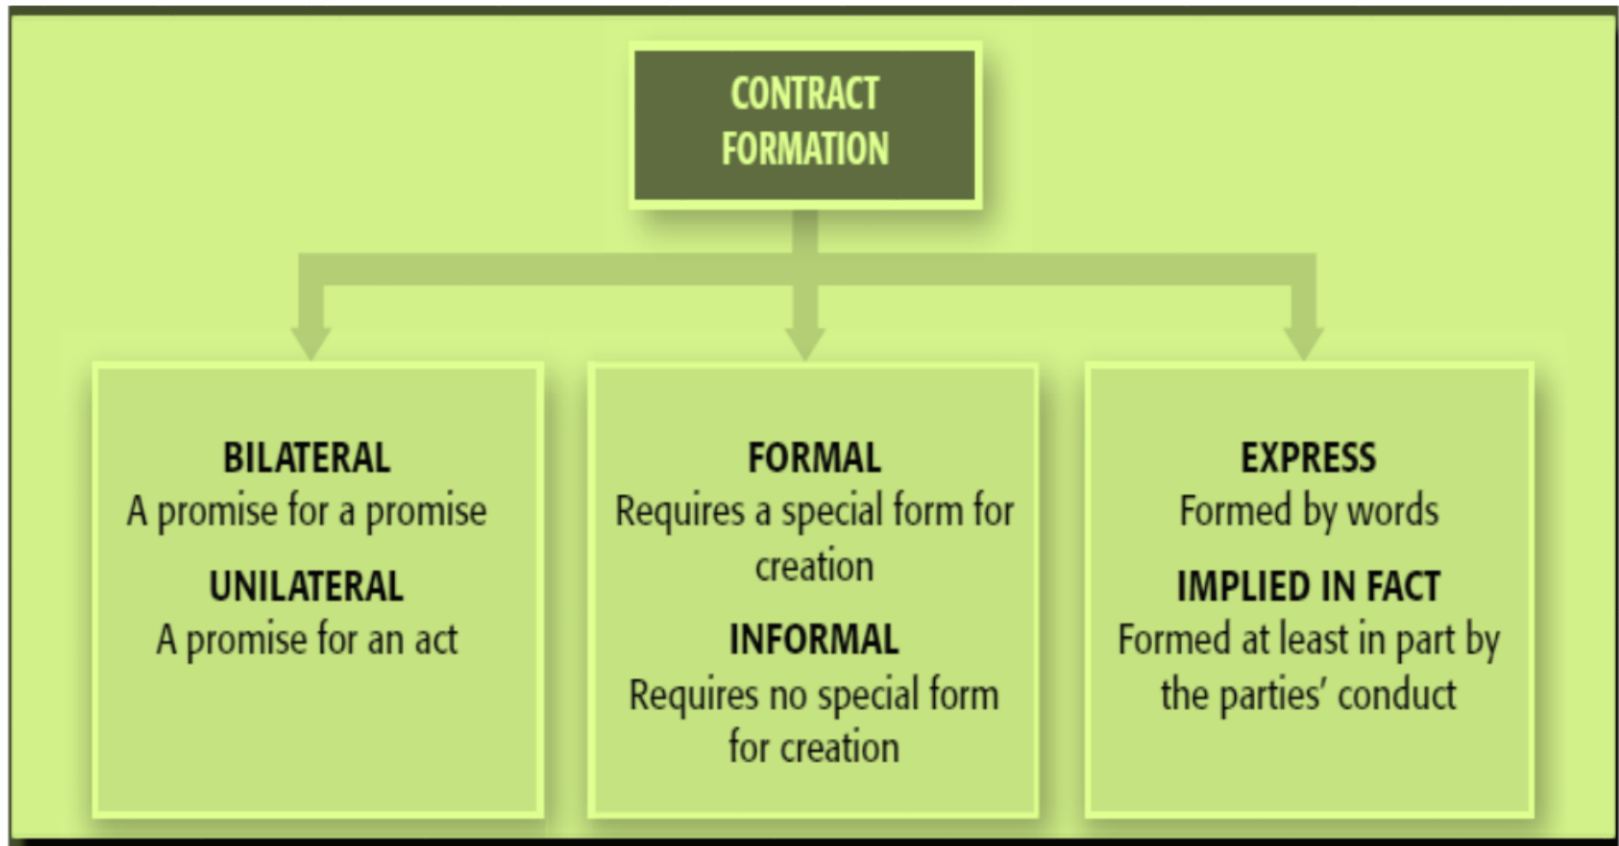 CONTRACT
FORMATION
BILATERAL
A promise for a promise
UNILATERAL
A promise for an act
FORMAL
Requires a special form for
creation
INFORMAL
Requires no special form
for creation
EXPRESS
Formed by words
IMPLIED IN FACT
Formed at least in part by
the parties’ conduct